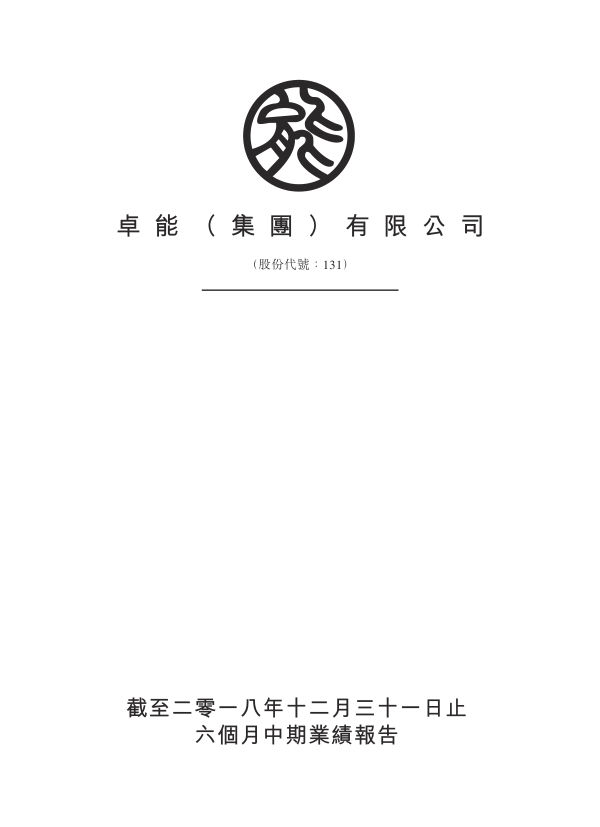 能
卓能（集團）有限公司
（股份代號：131）
截至二零一八年十二月三十一日止
六個月中期業績報告